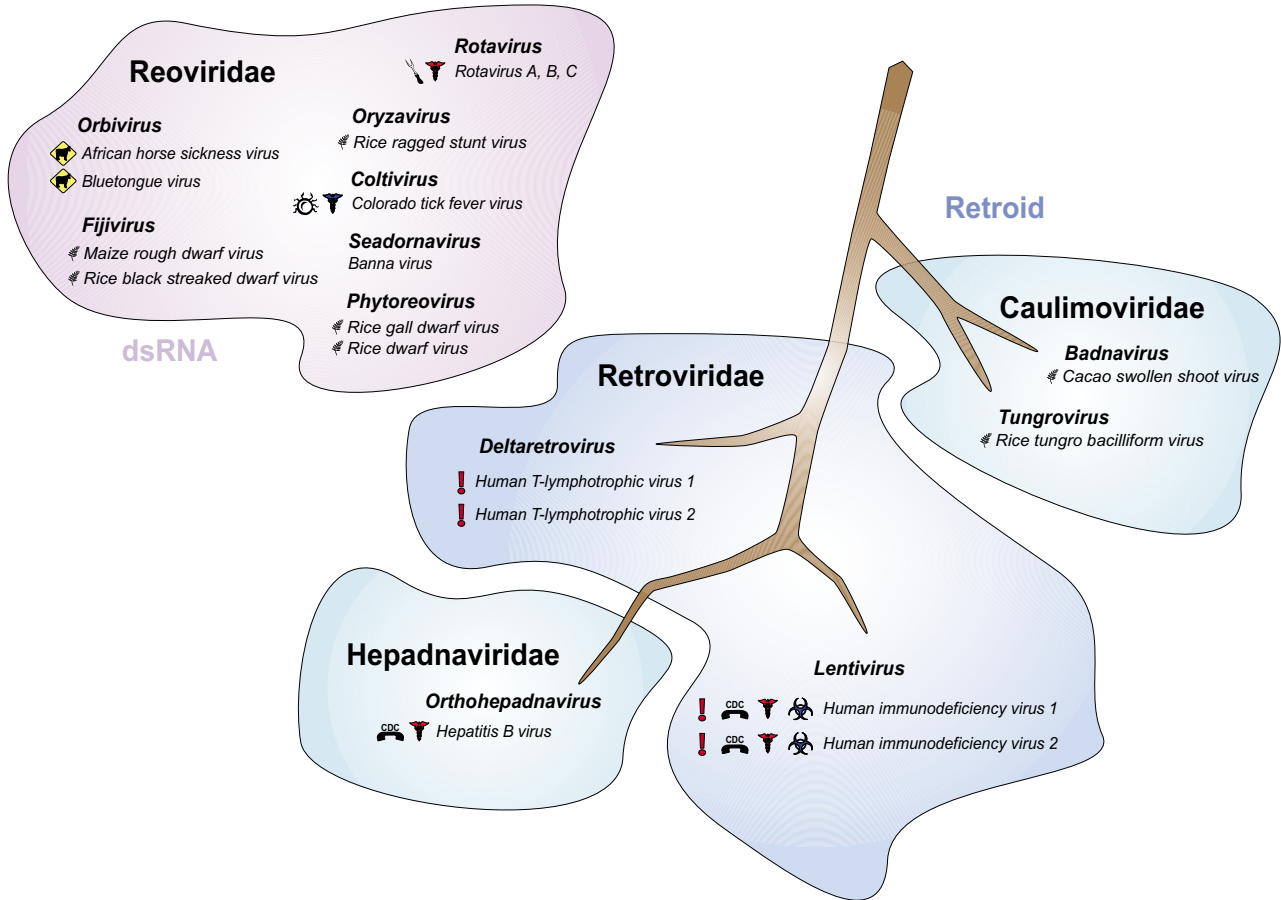 Reoviridae
Rotavirus
Rotavirus A, B, C
Orbivirus
African horse sickness virus
Bluetongue virus
Fijivirus
Maize rough dwarf virus
Rice black streaked dwarf virus
Oryzavirus
Rice ragged stunt virus
Coltivirus
Colorado tick fever virus
Seadornavirus
Banna virus
Phytoreovirus
Rice gall dwarf virus
Rice dwarf virus
dsRNA
Retroid
Caulimoviridae
Badnavirus
Cacao swollen shoot virus
Tungrovirus
Rice tungro bacilliform virus
Retroviridae
Deltaretrovirus
Human T-lymphotrophic virus 1
Human T-lymphotrophic virus 2
Hepadnaviridae
Orthohepadnavirus
CDC Hepatitis B virus
Lentivirus
CDC Human immunodeficiency virus 1
CDC Human immunodeficiency virus 2